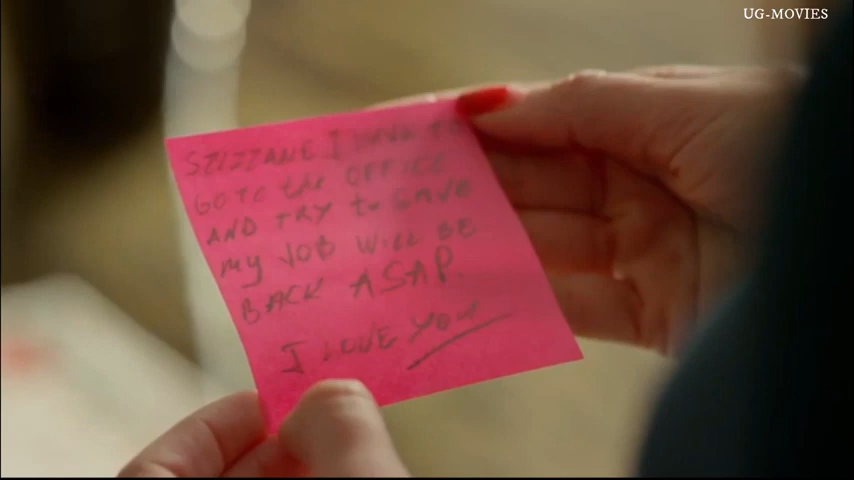 UG-MOVIES
SUZZANE I HAVE TO
GO TO the OFFICE
AND TRY to SAVE
my JOB WILL BE
BACK ASAP.
I LOVE YOU